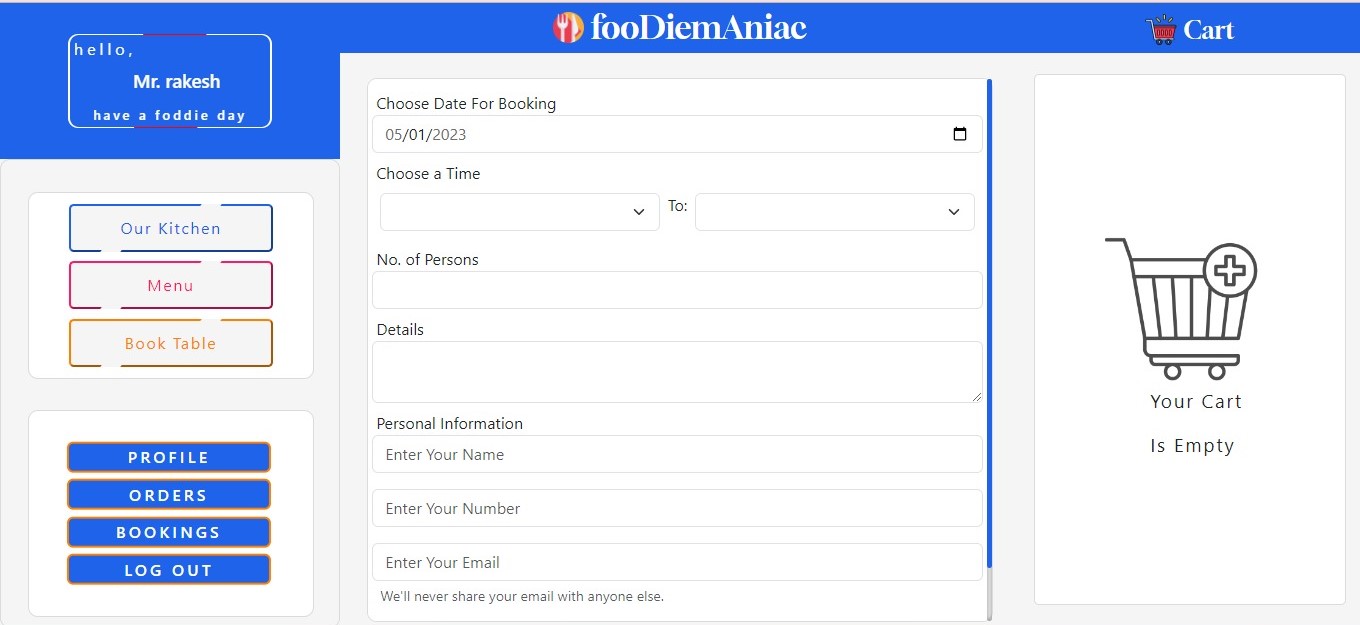 fooDiemAniac
Cart
hello,
Mr. rakesh
have a foddie day
Our Kitchen
Menu
Book Table
PROFILE
ORDERS
BOOKINGS
LOG OUT
Choose Date For Booking
05/01/2023
Choose a Time
To:
No. of Persons
Details
Personal Information
Enter Your Name
Enter Your Number
Enter Your Email
We'll never share your email with anyone else.
Your Cart
Is Empty